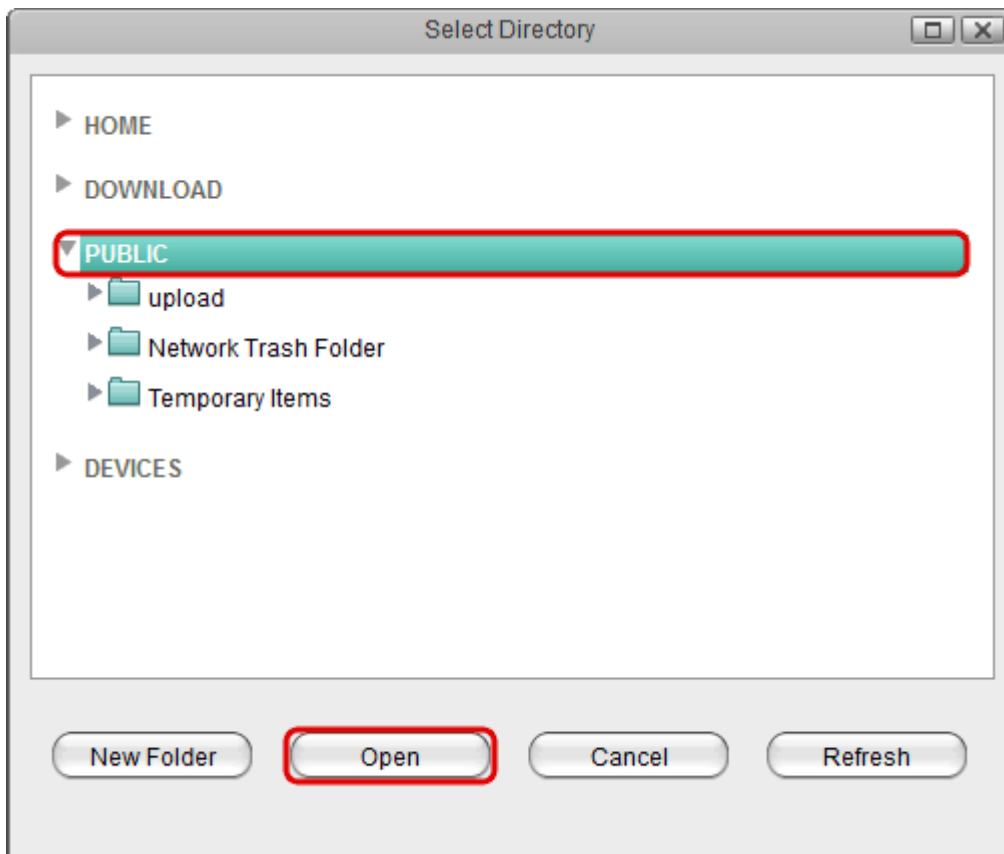 Select Directory
HOME
DOWNLOAD
PUBLIC
upload
Network Trash Folder
Temporary Items
DEVICES
New Folder Open Cancel Refresh